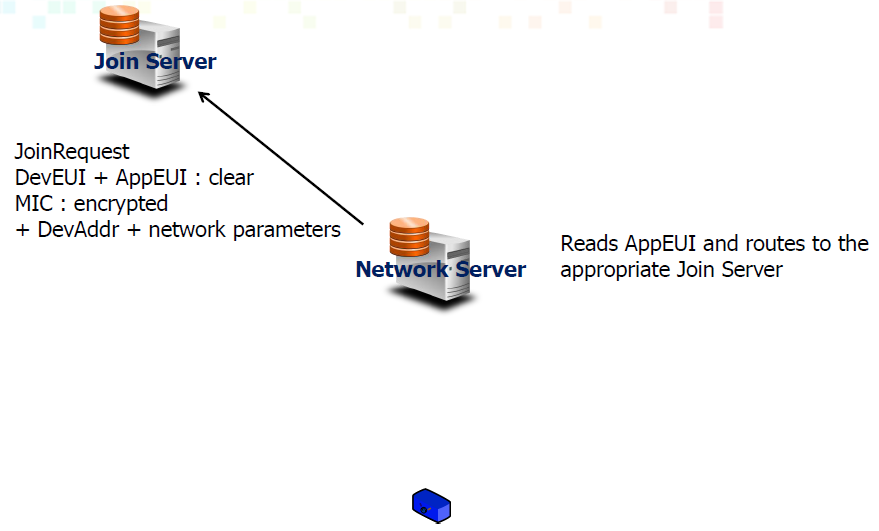 Join Server
JoinRequest
DevEUI + AppEUI : clear
MIC : encrypted
+ DevAddr + network parameters
Network Server
Reads AppEUI and routes to the
appropriate Join Server